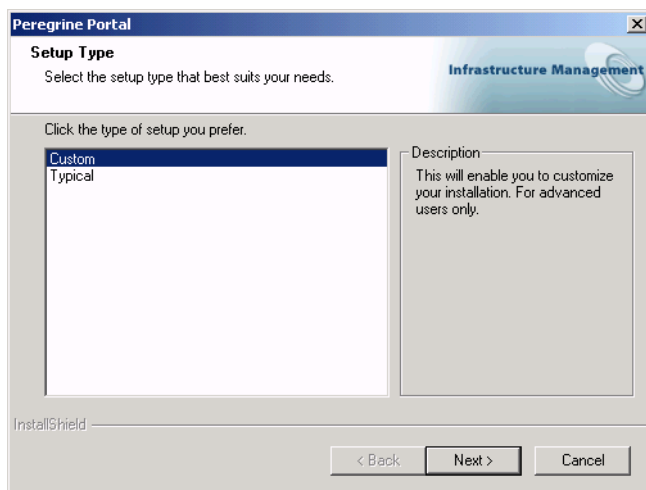 Peregrine Portal
Setup Type
Select the setup type that best suits your needs.
Infrastructure Management
Click the type of setup you prefer.
Custom
Typical
Description
This will enable you to customize
your installation. For advanced
users only.
InstallShield
< Back
Next >
Cancel